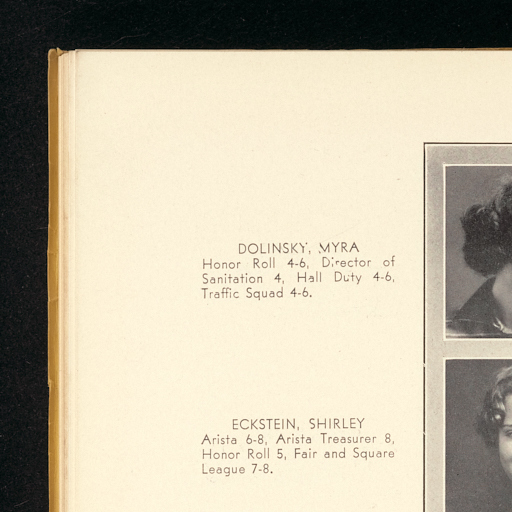 DOLINSKY, MYRA
Honor Roll 4-6, Director of
Sanitation 4, Hall Duty 4-6,
Traffic Squad 4-6.
ECKSTEIN, SHIRLEY
Arista 6-8, Arista Treasurer 8,
Honor Roll 5, Fair and Square
League 7-8.